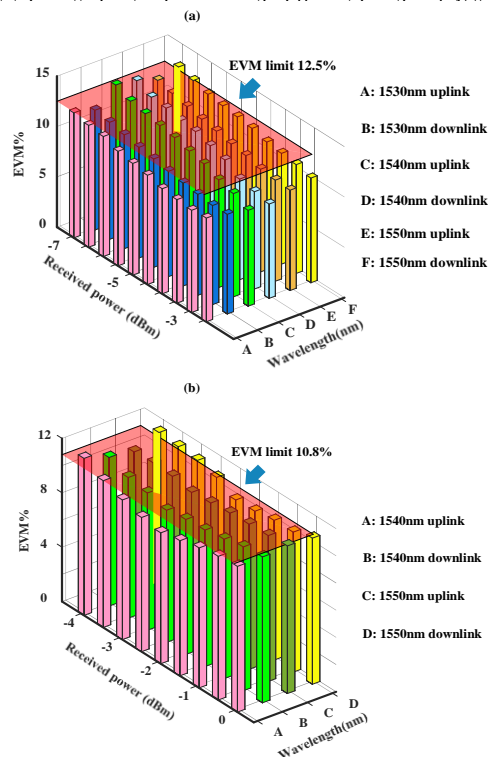 (a)
EVM limit 12.5%
15
10
5
0
EVM%
-7
-5
-3
Received power (dBm)
A
B
C
D
E
F
Wavelength(nm)
A: 1530nm uplink
B: 1530nm downlink
C: 1540nm uplink
D: 1540nm downlink
E: 1550nm uplink
F: 1550nm downlink
(b)
EVM limit 10.8%
12
8
4
0
EVM%
-4
-3
-2
-1
0
Received power (dBm)
A
B
C
D
Wavelength(nm)
A: 1540nm uplink
B: 1540nm downlink
C: 1550nm uplink
D: 1550nm downlink